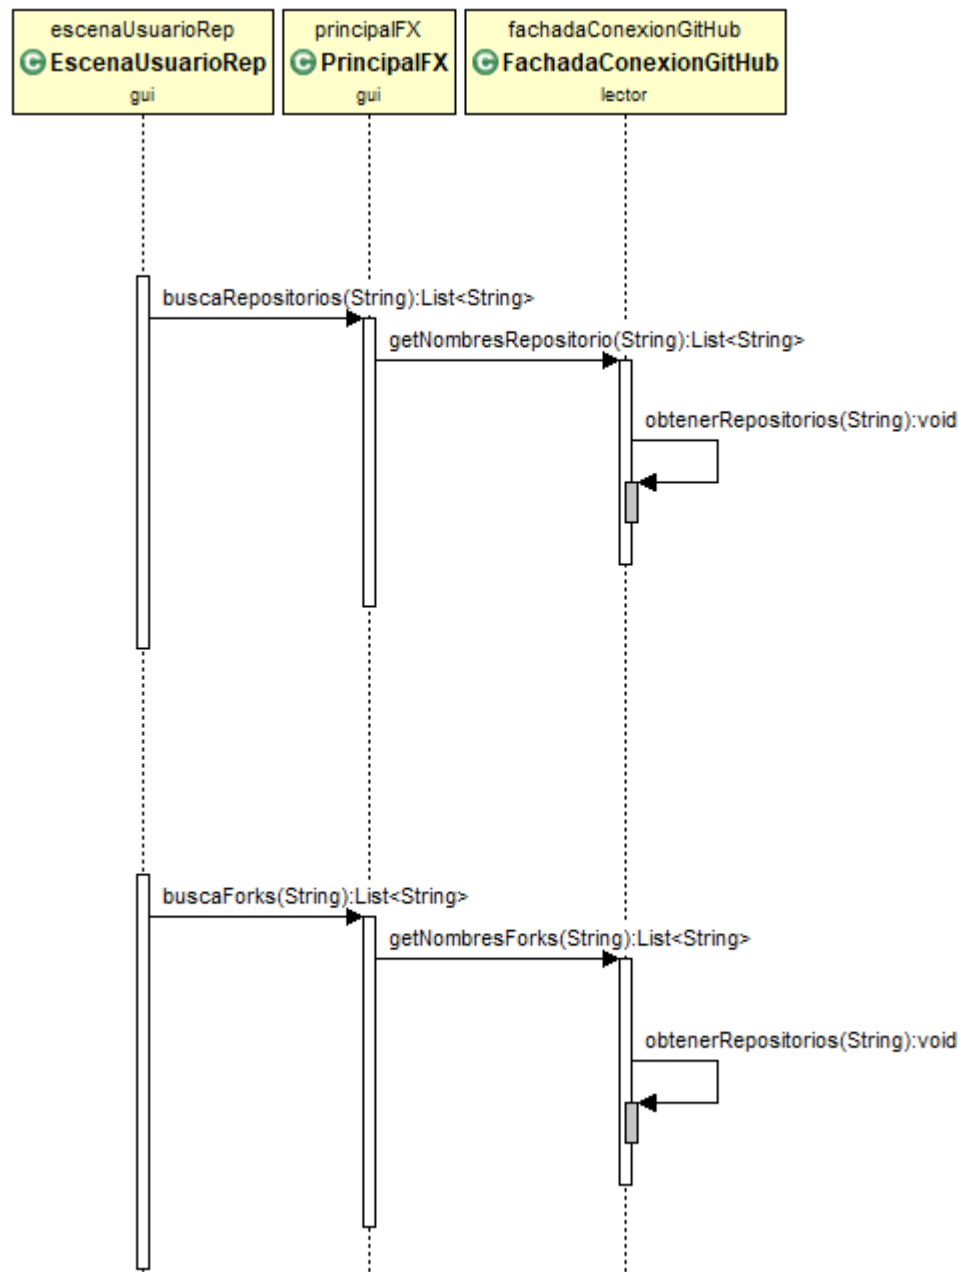 escenaUsuarioRep
EscenaUsuarioRep
gui
principalFX
PrincipalFX
gui
fachadaConexionGitHub
FachadaConexionGitHub
lector
buscaRepositorios(String):List<String>
getNombresRepositorio(String):List<String>
obtenerRepositorios(String):void
buscaForks(String):List<String>
getNombresForks(String):List<String>
obtenerRepositorios(String):void